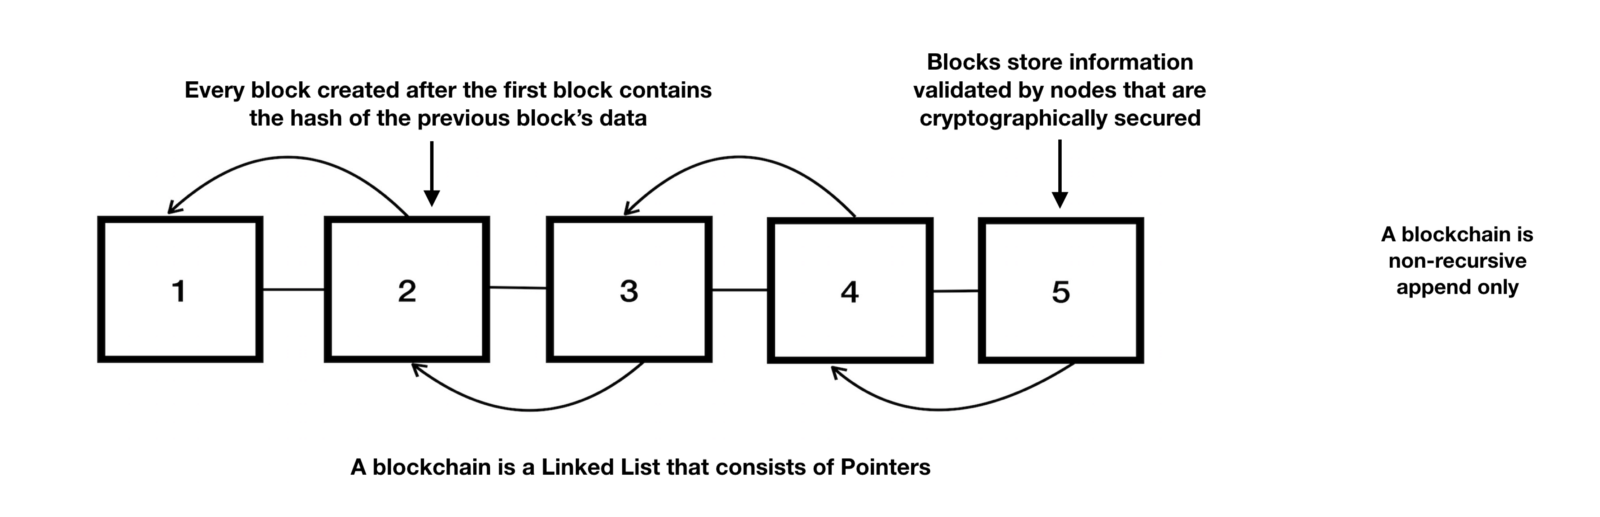 Every block created after the first block contains
the hash of the previous block’s data
Blocks store information
validated by nodes that are
cryptographically secured
1
2
3
4
5
A blockchain is
non-recursive
append only
A blockchain is a Linked List that consists of Pointers